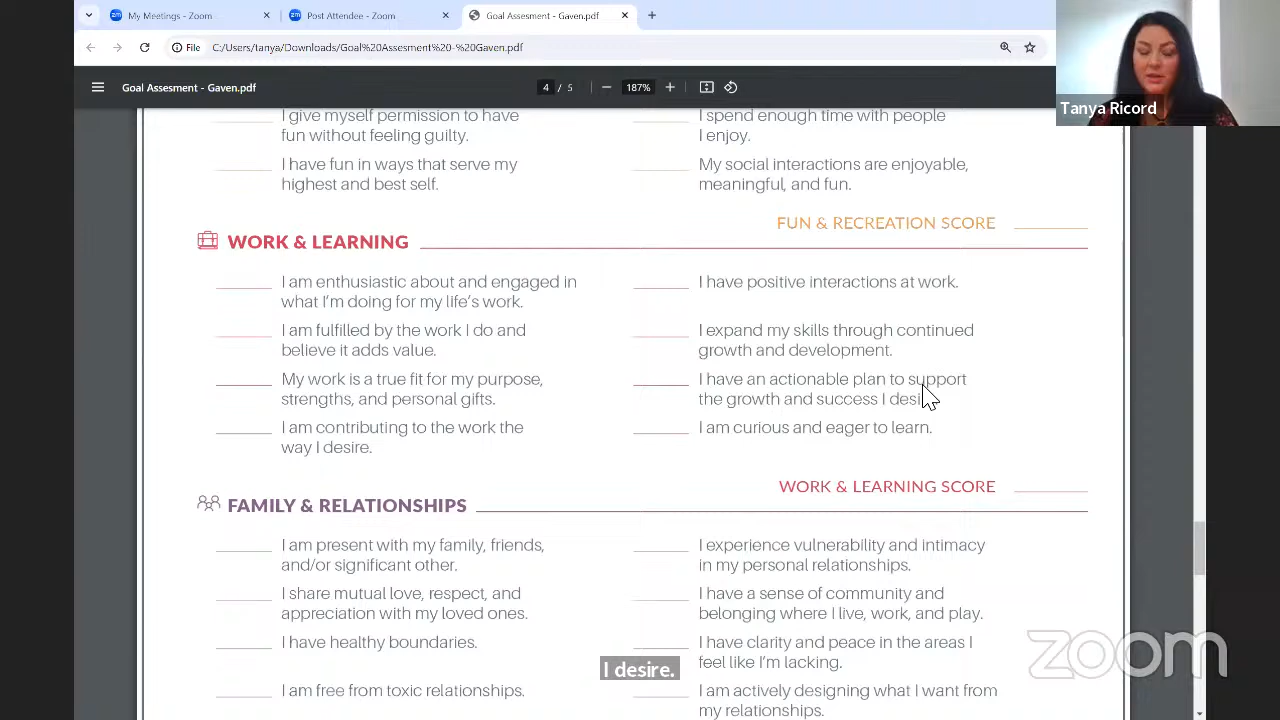 My Meetings - Zoom
Post Attendee - Zoom
Goal Assesment - Gaven.pdf
File
C:/Users/tanya/Downloads/Goal%20Assesment%20-%20Gaven.pdf
Goal Assesment - Gaven.pdf
4 / 5
187%
Tanya Ricord
I give myself permission to have
fun without feeling guilty.
I have fun in ways that serve my
highest and best self.
I spend enough time with people
I enjoy.
My social interactions are enjoyable,
meaningful, and fun.
FUN & RECREATION SCORE
WORK & LEARNING
I am enthusiastic about and engaged in
what I'm doing for my life's work.
I am fulfilled by the work I do and
believe it adds value.
My work is a true fit for my purpose,
strengths, and personal gifts.
I am contributing to the work the
way I desire.
I have positive interactions at work.
I expand my skills through continued
growth and development.
I have an actionable plan to support
the growth and success I desi
I am curious and eager to learn.
WORK & LEARNING SCORE
FAMILY & RELATIONSHIPS
I am present with my family, friends,
and/or significant other.
I share mutual love, respect, and
appreciation with my loved ones.
I have healthy boundaries.
I am free from toxic relationships.
I experience vulnerability and intimacy
in my personal relationships.
I have a sense of community and
belonging where I live, work, and play.
I have clarity and peace in the areas I
feel like I'm lacking.
I am actively designing what I want from
my relationships.
I desire.
zoom